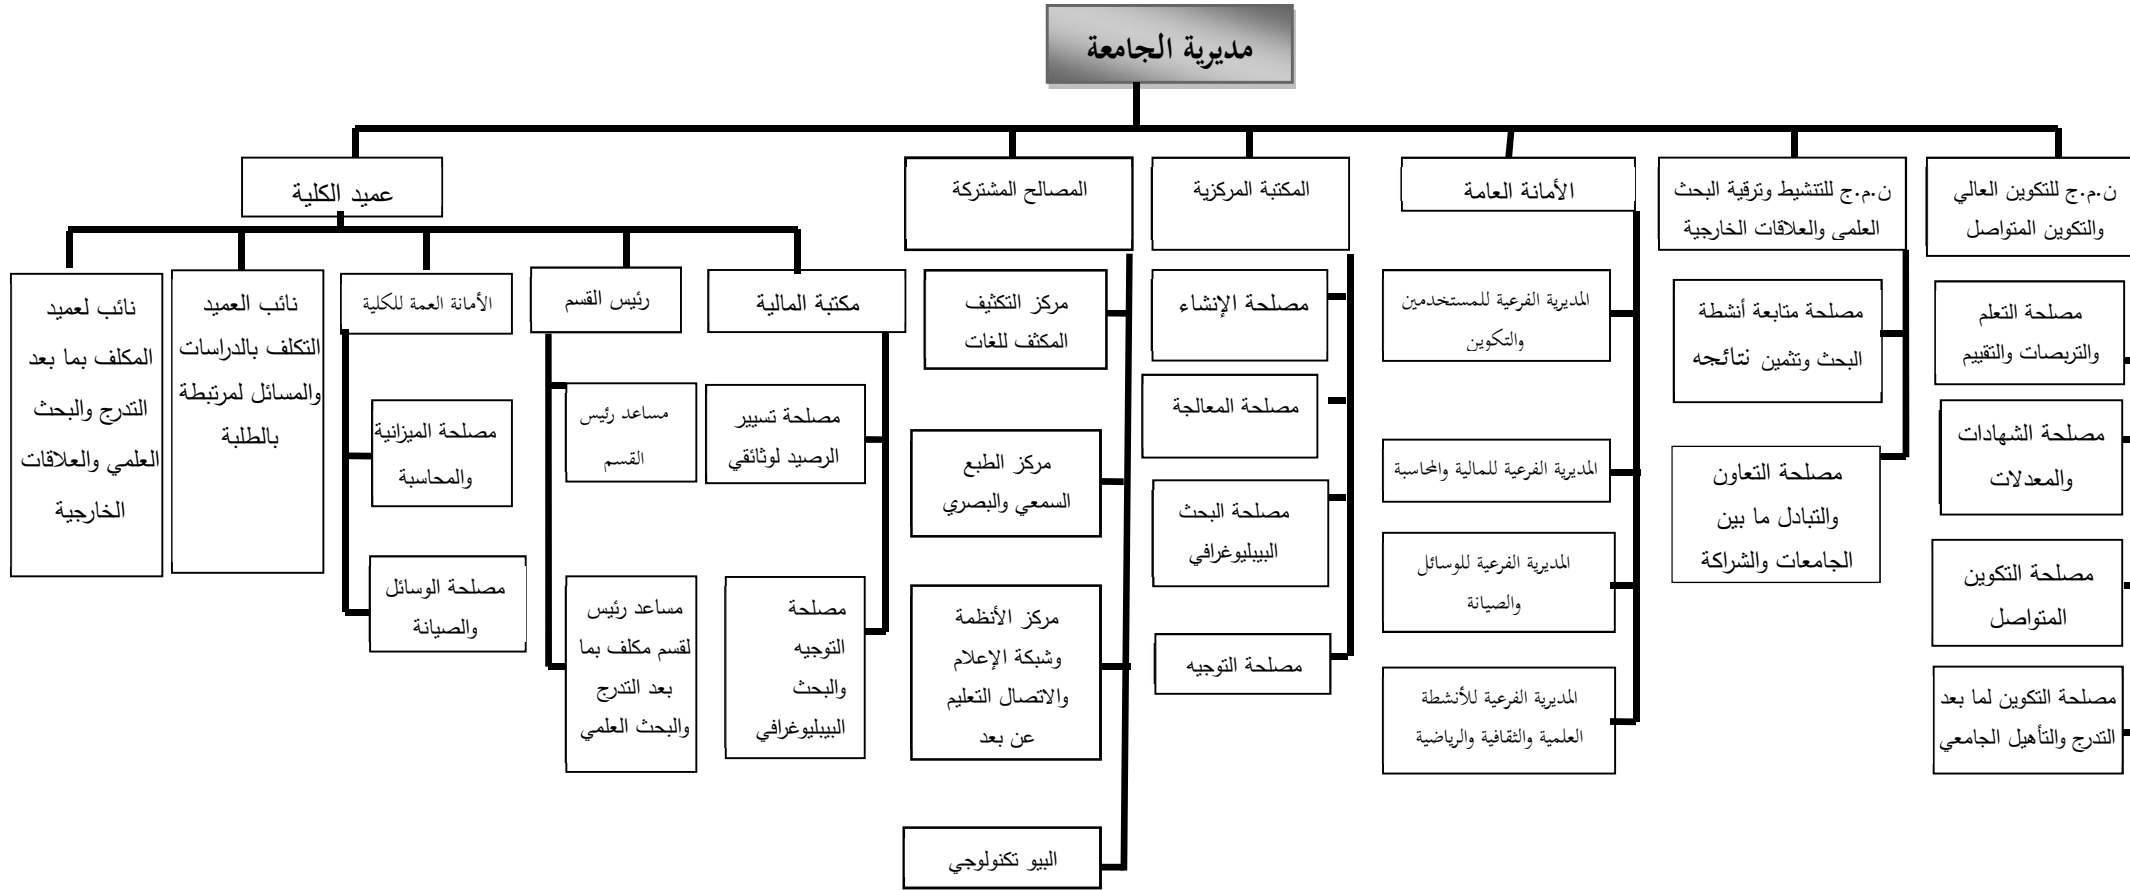 مديرية الجامعة
ن.م.ج للتكوين العالي
والتكوين المتواصل
ن.م.ج للتنشيط وترقية البحث
العلمي والعلاقات الخارجية
الأمانة العامة
المكتبة المركزية
المصالح المشتركة
عميد الكلية
مصلحة التعلم
والتربصات والتقييم
مصلحة الشهادات
والمعدلات
مصلحة التكوين
المتواصل
مصلحة التكوين لما بعد
التدرج والتأهيل الجامعي
مصلحة متابعة أنشطة
البحث وتثمين نتائجه
مصلحة التعاون
والتبادل ما بين
الجامعات والشراكة
المديرية الفرعية للمستخدمين
والتكوين
المديرية الفرعية للمالية والمحاسبة
المديرية الفرعية للوسائل
والصيانة
المديرية الفرعية للأنشطة
العلمية والثقافية والرياضية
مصلحة الإنشاء
مصلحة المعالجة
مصلحة البحث
البيبليوغرافي
مصلحة التوجيه
مركز التكثيف
المكثف للغات
مركز الطبع
السمعي والبصري
مركز الأنظمة
وشبكة الإعلام
والاتصال التعليم
عن بعد
البيو تكنولوجي
مكتبة المالية
مصلحة تسيير
الرصيد لوثائقي
مصلحة
التوجيه
والبحث
البيبليوغرافي
رئيس القسم
مساعد رئيس
القسم
مساعد رئيس
لقسم مكلف بما
بعد التدرج
والبحث العلمي
الأمانة العمة للكلية
مصلحة الميزانية
والمحاسبة
مصلحة الوسائل
والصيانة
نائب العميد
التكلف بالدراسات
والمسائل لمرتبطة
بالطلبة
نائب لعميد
المكلف بما بعد
التدرج والبحث
العلمي والعلاقات
الخارجية